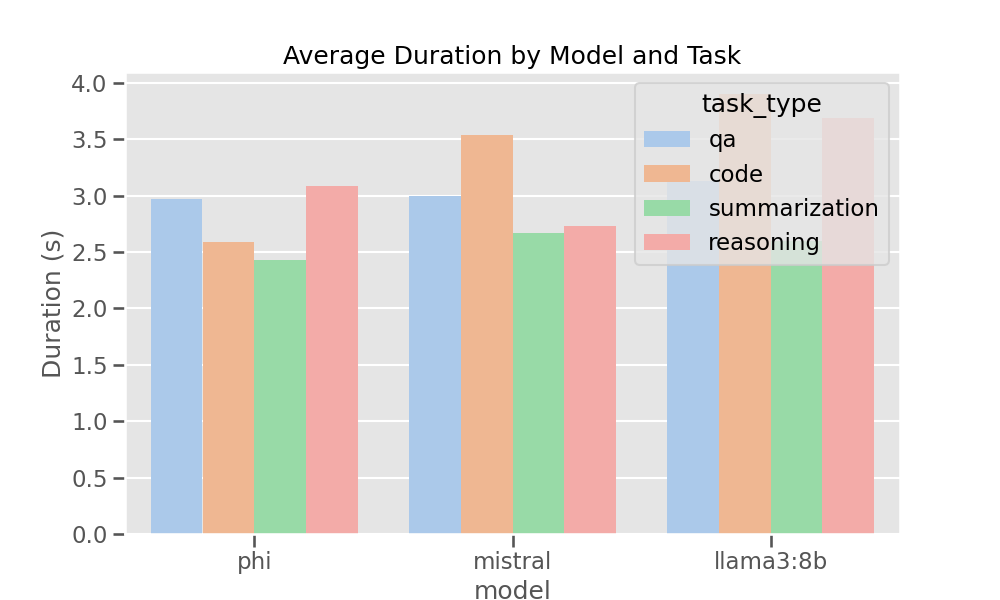 Average Duration by Model and Task
4.0
3.5
3.0
2.5
2.0
1.5
1.0
0.5
0.0
Duration (s)
task_type
qa
code
summarization
reasoning
phi
mistral
llama3:8b
model